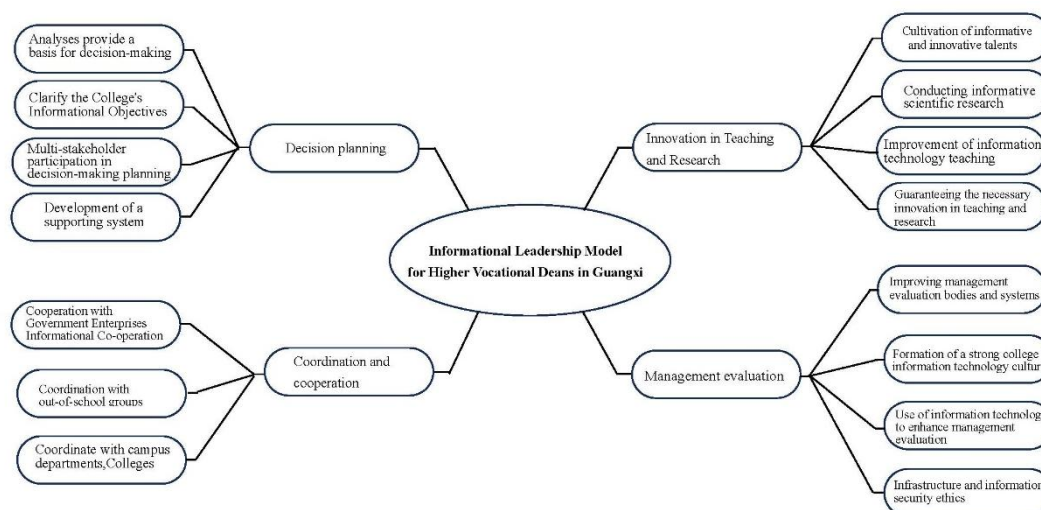 Analyses provide a
basis for decision-making
Clarify the College's
Informational Objectives
Multi-stakeholder
participation in
decision-making planning
Development of a
supporting system
Decision planning
Cooperation with
Government Enterprises
Informational Co-operation
Coordination with
out-of-school groups
Coordinate with campus
departments,Colleges
Coordination and
cooperation
Informational Leadership Model
for Higher Vocational Deans in Guangxi
Innovation in Teaching
and Research
Cultivation of informative
and innovative talents
Conducting informative
scientific research
Improvement of information
technology teaching
Guaranteeing the necessary
innovation in teaching and
research
Management evaluation
Improving management
evaluation bodies and systems
Formation of a strong college
information technology cultur
Use of information technolog
to enhance management
evaluation
Infrastructure and information
security ethics